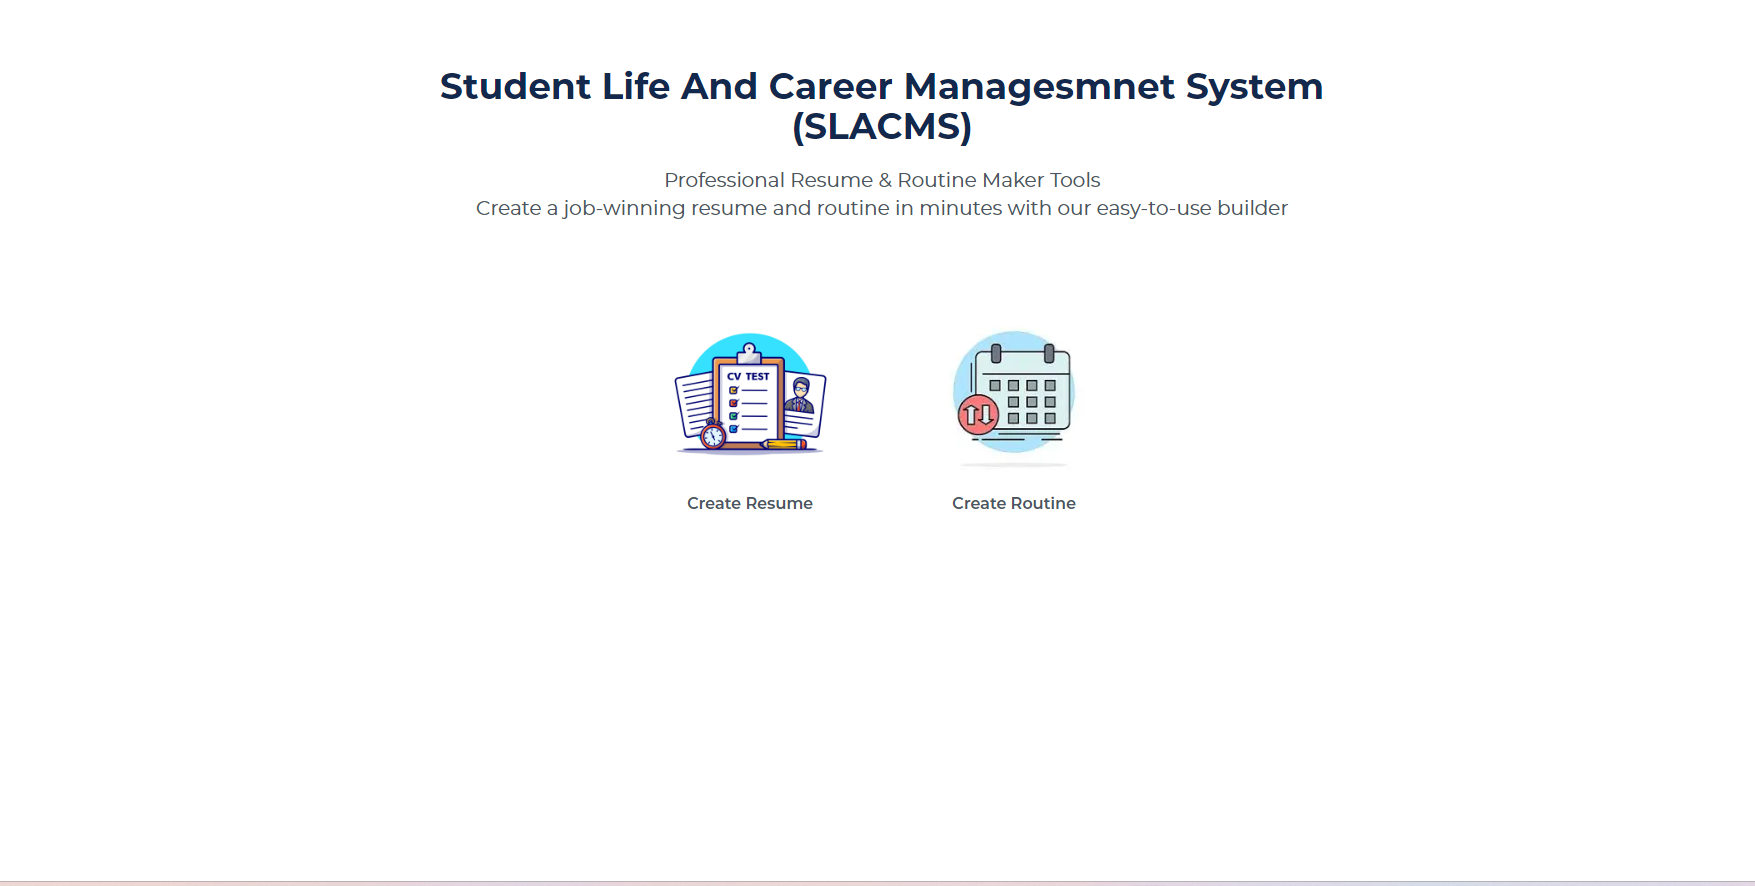 Student Life And Career Managesmnet System
(SLACMS)
Professional Resume & Routine Maker Tools
Create a job-winning resume and routine in minutes with our easy-to-use builder
CV TEST
Create Resume
Create Routine